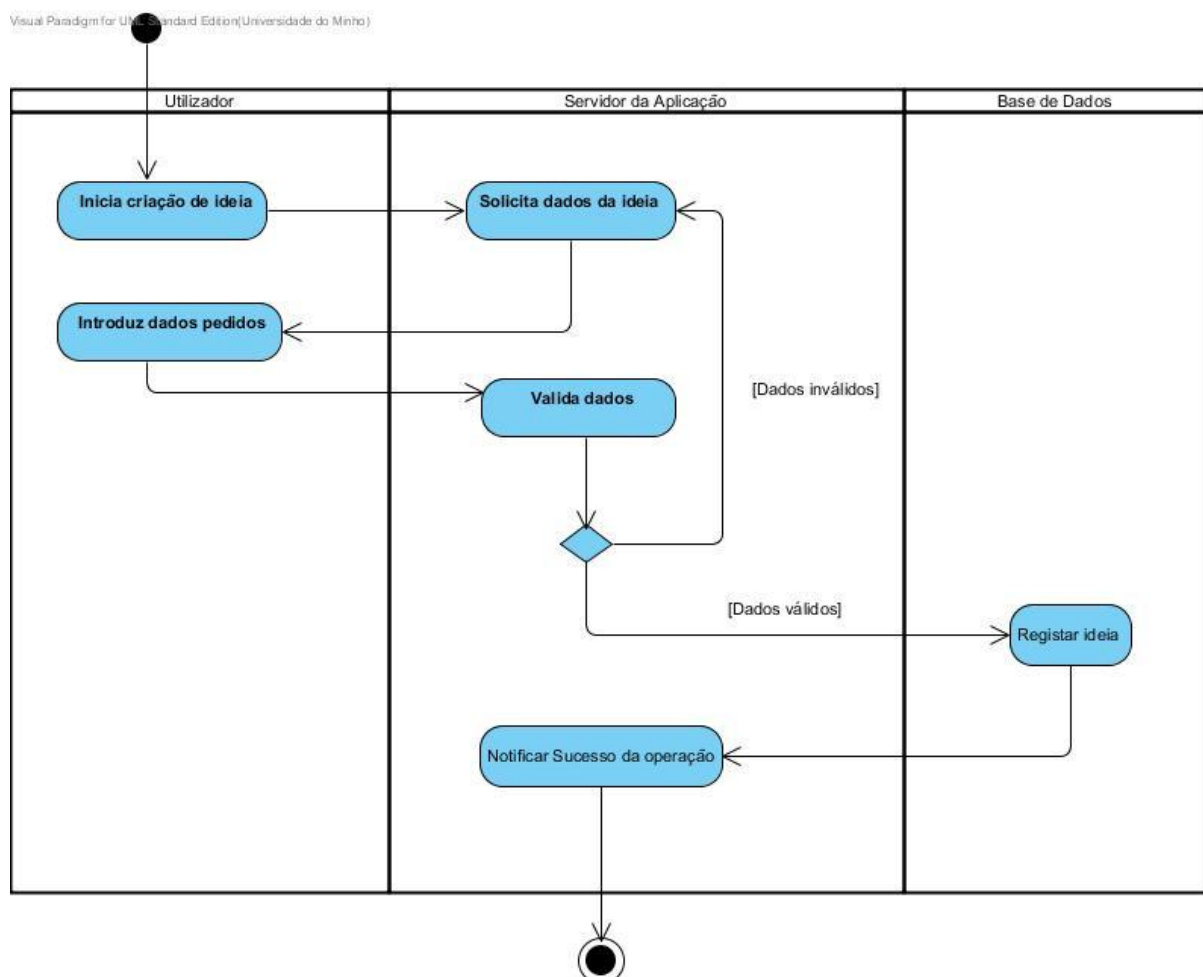 Visual Paradigm for UML Standard Edition(Universidade do Minho)
Utilizador
Servidor da Aplicação
Base de Dados
Inicia criação de ideia
Solicita dados da ideia
Introduz dados pedidos
Valida dados
[Dados inválidos]
[Dados válidos]
Registar ideia
Notificar Sucesso da operação